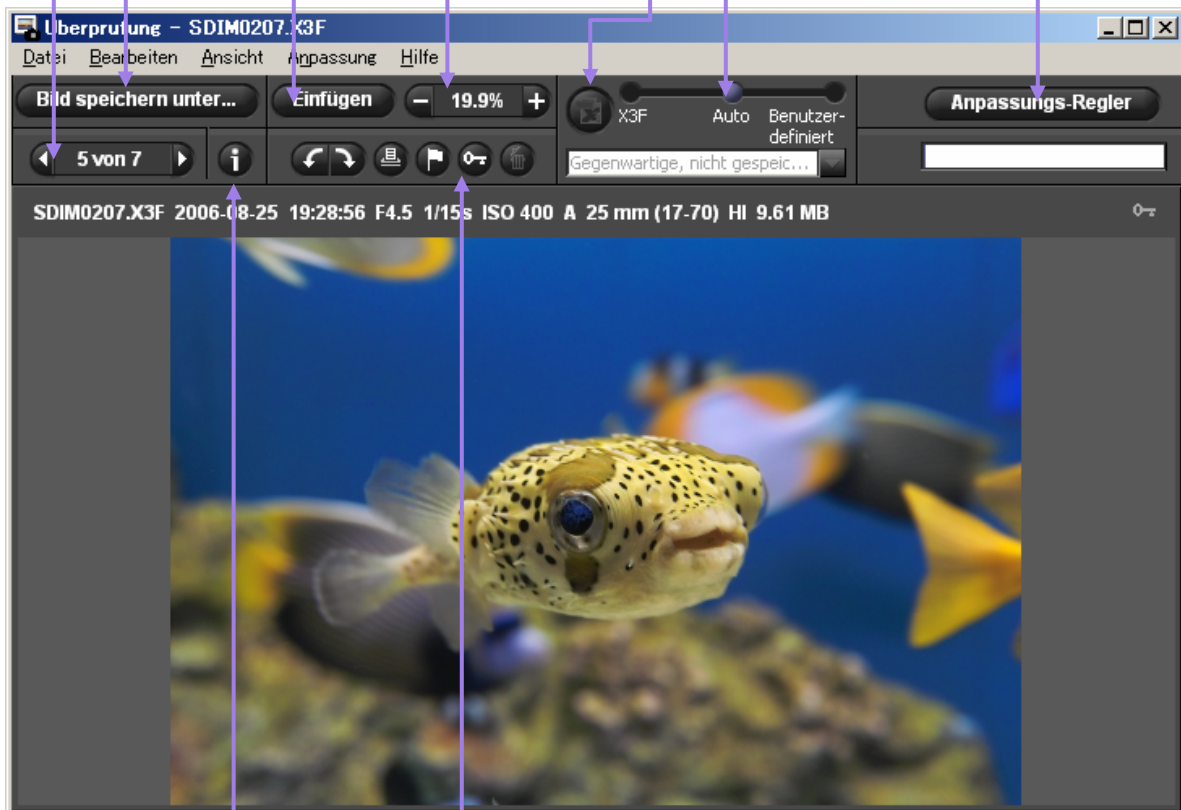 Überprüfung - SDIM0207.X3F
Datei Bearbeiten Ansicht Anpassung Hilfe
Bild speichern unter... Einfügen - 19.9% + Anpassungs-Regler
X3F Auto Benutzer-
definiert
5 von 7 i Gegenwartige, nicht gespeic...
SDIM0207.X3F 2006-08-25 19:28:56 F4.5 1/15s ISO 400 A 25 mm (17-70) HI 9.61 MB